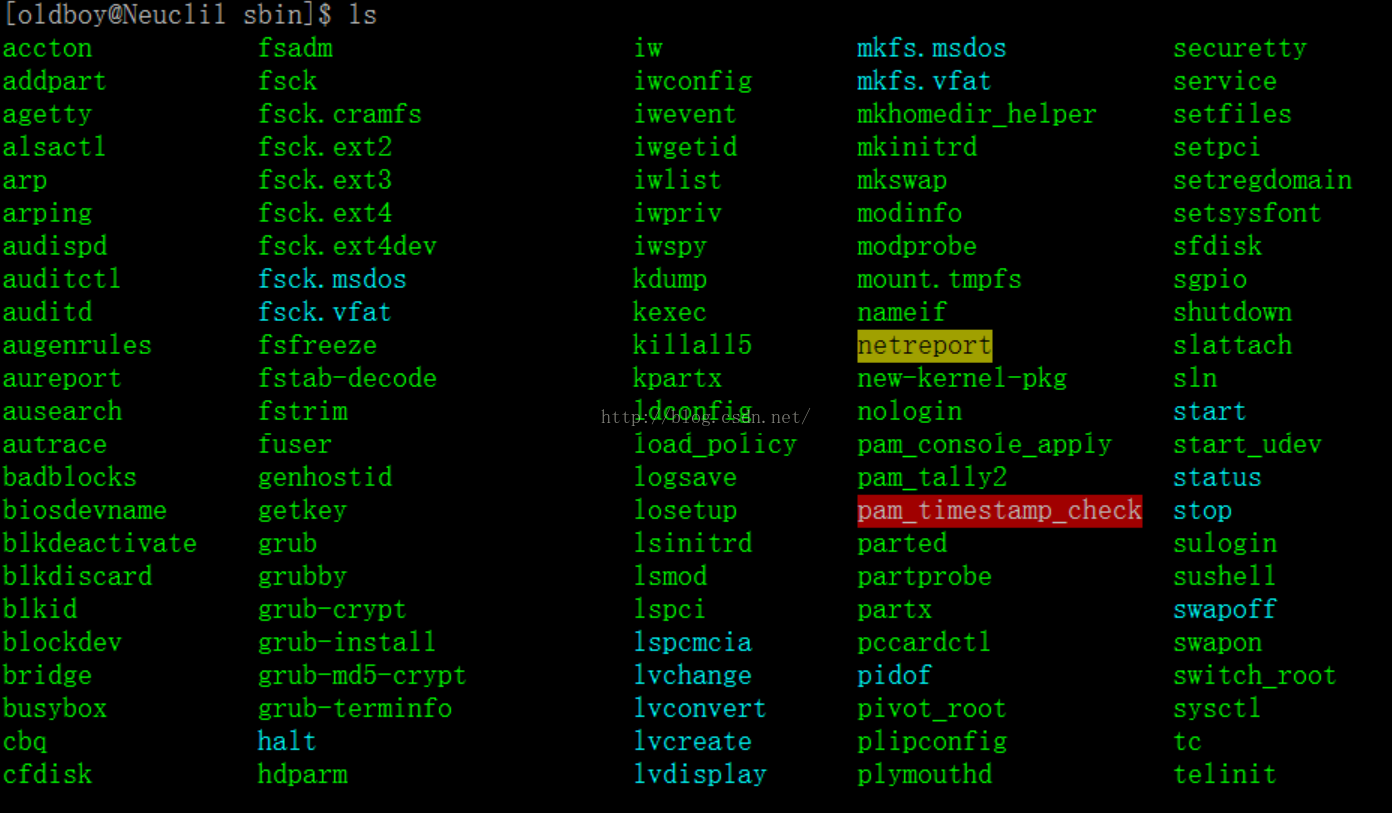 [oldboy@Neuclil sbin]$ ls
accton fsadm iw mkfs.msdos securetty
addpart fsck iwconfig mkfs.vfat service
agetty fsck.cramfs iwevent mkhomedir_helper setfiles
alsactl fsck.ext2 iwgetid mkinitrd setpci
arp fsck.ext3 iwlist mkswap setregdomain
arping fsck.ext4 iwpriv modinfo setsysfont
audispd fsck.ext4dev iwspy modprobe sfdisk
auditctl fsck.msdos kdump mount.tmpfs sgpio
auditd fsck.vfat kexec nameif shutdown
augenrules fsfreeze killall5 netreport slattach
aureport fstab-decode kpartx new-kernel-pkg sln
ausearch fstrim ldconfig nologin start
http://blog.csdn.net/
autrace fuser load_policy pam_console_apply start_udev
badblocks genhostid logsave pam_tally2 status
biosdevname getkey losetup pam_timestamp_check stop
blkdeactivate grub lsinitrd parted sulogin
blkdiscard grubby lsmod partprobe sushell
blkid grub-crypt lspci partx swapoff
blockdev grub-install lspcmcia pccardctl swapon
bridge grub-md5-crypt lvchange pidof switch_root
busybox grub-terminfo lvconvert pivot_root sysctl
cbq halt lvcreate plipconfig tc
cfdisk hdparm lvdisplay plymouthd telinit